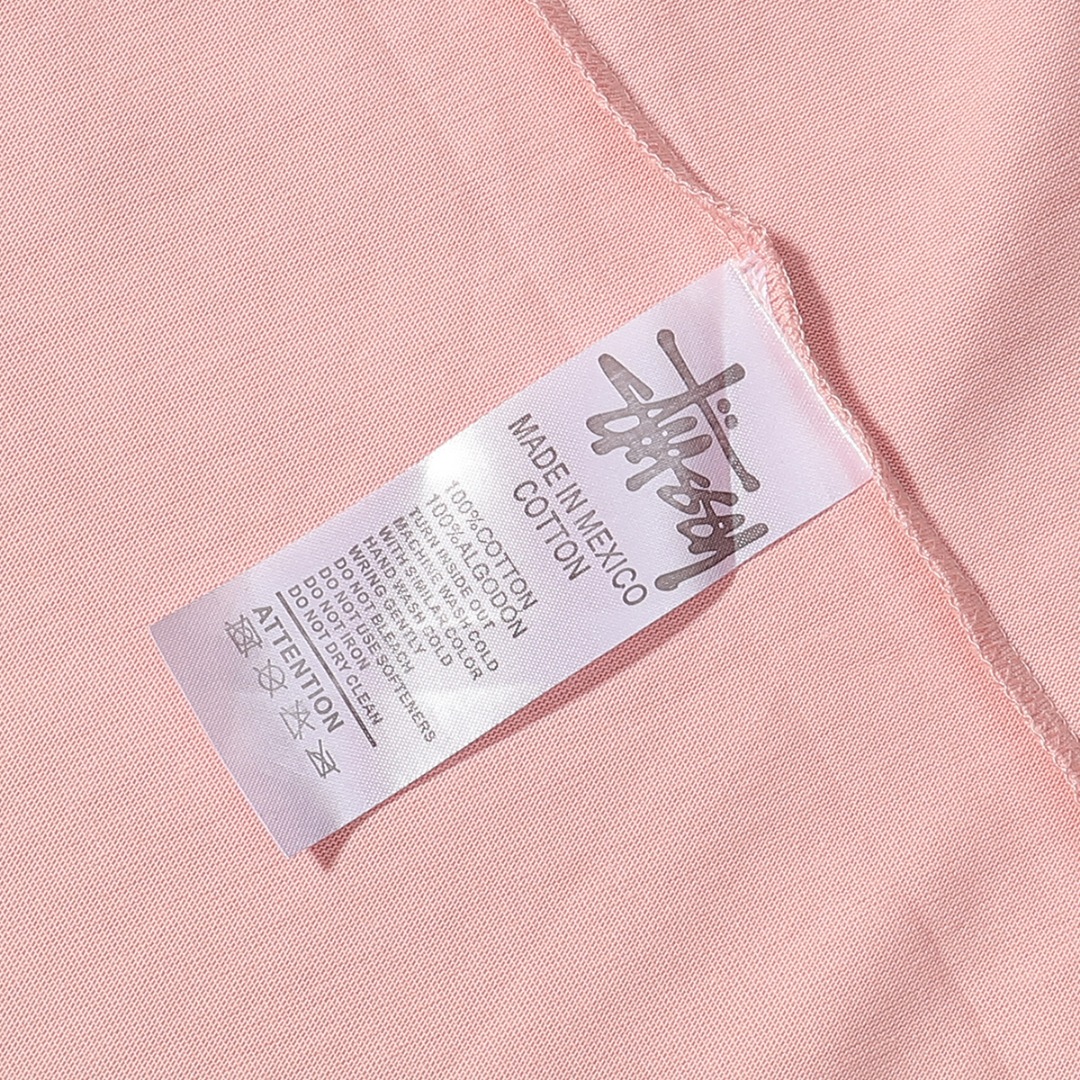 Stüssy
MADE IN MEXICO
COTTON
100%COTTON
100%ALGODON
TURN INSIDE OUT
MACHINE WASH COLD
WITH SIMILAR COLOR
HAND WASH COLD
WRING GENTLY
DO NOT BLEACH
DO NOT USE SOFTENERS
DO NOT IRON
DO NOT DRY CLEAN
ATTENTION